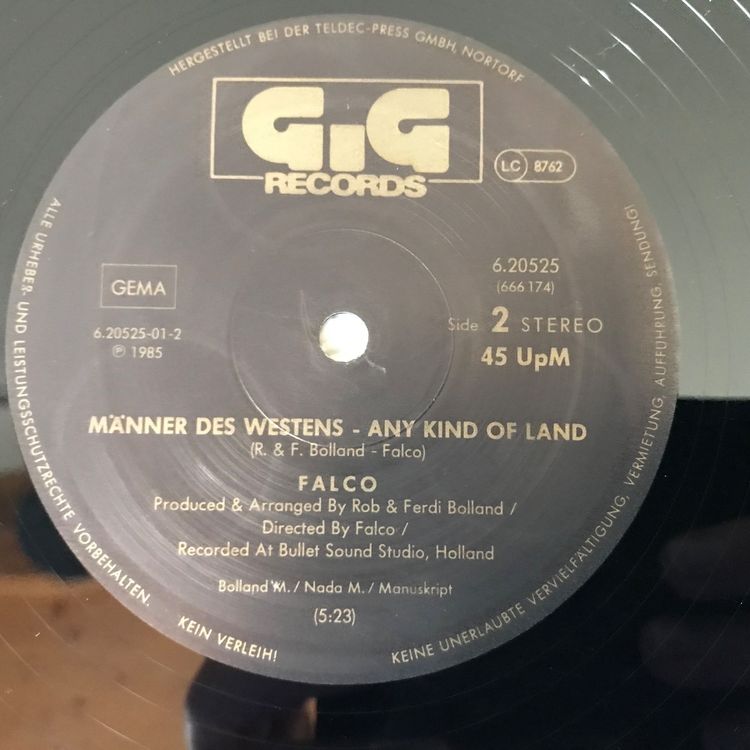 HERGESTELLT BEI DER TELDEC-PRESS GMBH, NORTORF
GiG
RECORDS
LC 8762
GEMA
6.20525-01-2
℗ 1985
6.20525
(666 174)
Side 2 STEREO
45 UpM
MÄNNER DES WESTENS - ANY KIND OF LAND
(R. & F. Bolland - Falco)
FALCO
Produced & Arranged By Rob & Ferdi Bolland /
Directed By Falco /
Recorded At Bullet Sound Studio, Holland
Bolland M. / Nada M. / Manuskript
(5:23)
ALLE URHEBER- UND LEISTUNGSSCHUTZRECHTE VORBEHALTEN.
KEIN VERLEIH!
KEINE UNERLAUBTE VERVIELFÄLTIGUNG, VERMIETUNG, AUFFÜHRUNG, SENDUNG!